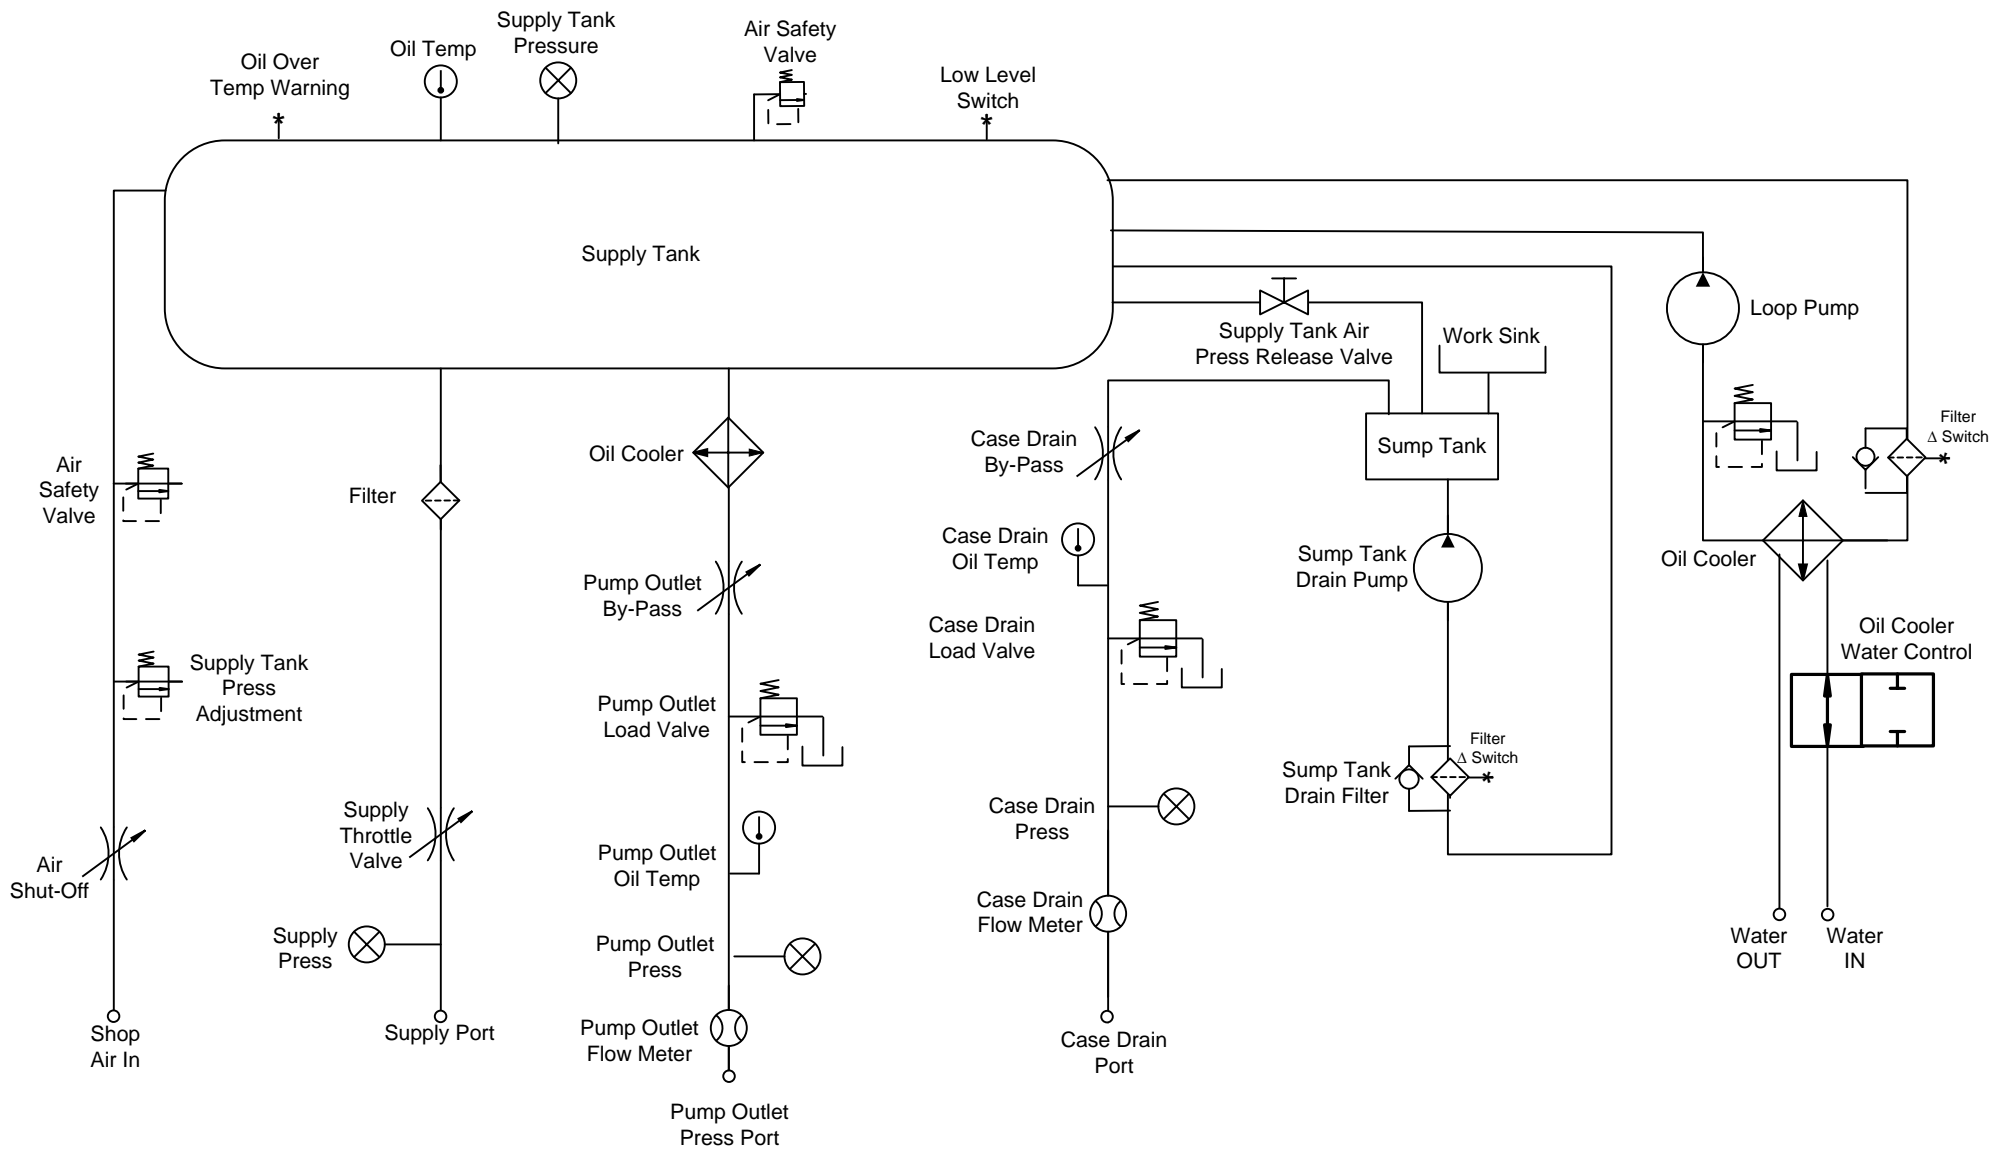 Supply Tank
Pressure
Oil Temp
Air Safety
Valve
Oil Over
Temp Warning
Low Level
Switch
Supply Tank
Supply Tank Air
Press Release Valve
Work Sink
Loop Pump
Filter
Δ Switch
Case Drain
By-Pass
Sump Tank
Oil Cooler
Air
Safety
Valve
Filter
Case Drain
Oil Temp
Sump Tank
Drain Pump
Oil Cooler
Pump Outlet
By-Pass
Case Drain
Load Valve
Oil Cooler
Water Control
Supply Tank
Press
Adjustment
Pump Outlet
Load Valve
Filter
Δ Switch
Sump Tank
Drain Filter
Supply
Throttle
Valve
Case Drain
Press
Air
Shut-Off
Pump Outlet
Oil Temp
Case Drain
Flow Meter
Supply
Press
Pump Outlet
Press
Water
OUT
Water
IN
Shop
Air In
Supply Port
Pump Outlet
Flow Meter
Case Drain
Port
Pump Outlet
Press Port